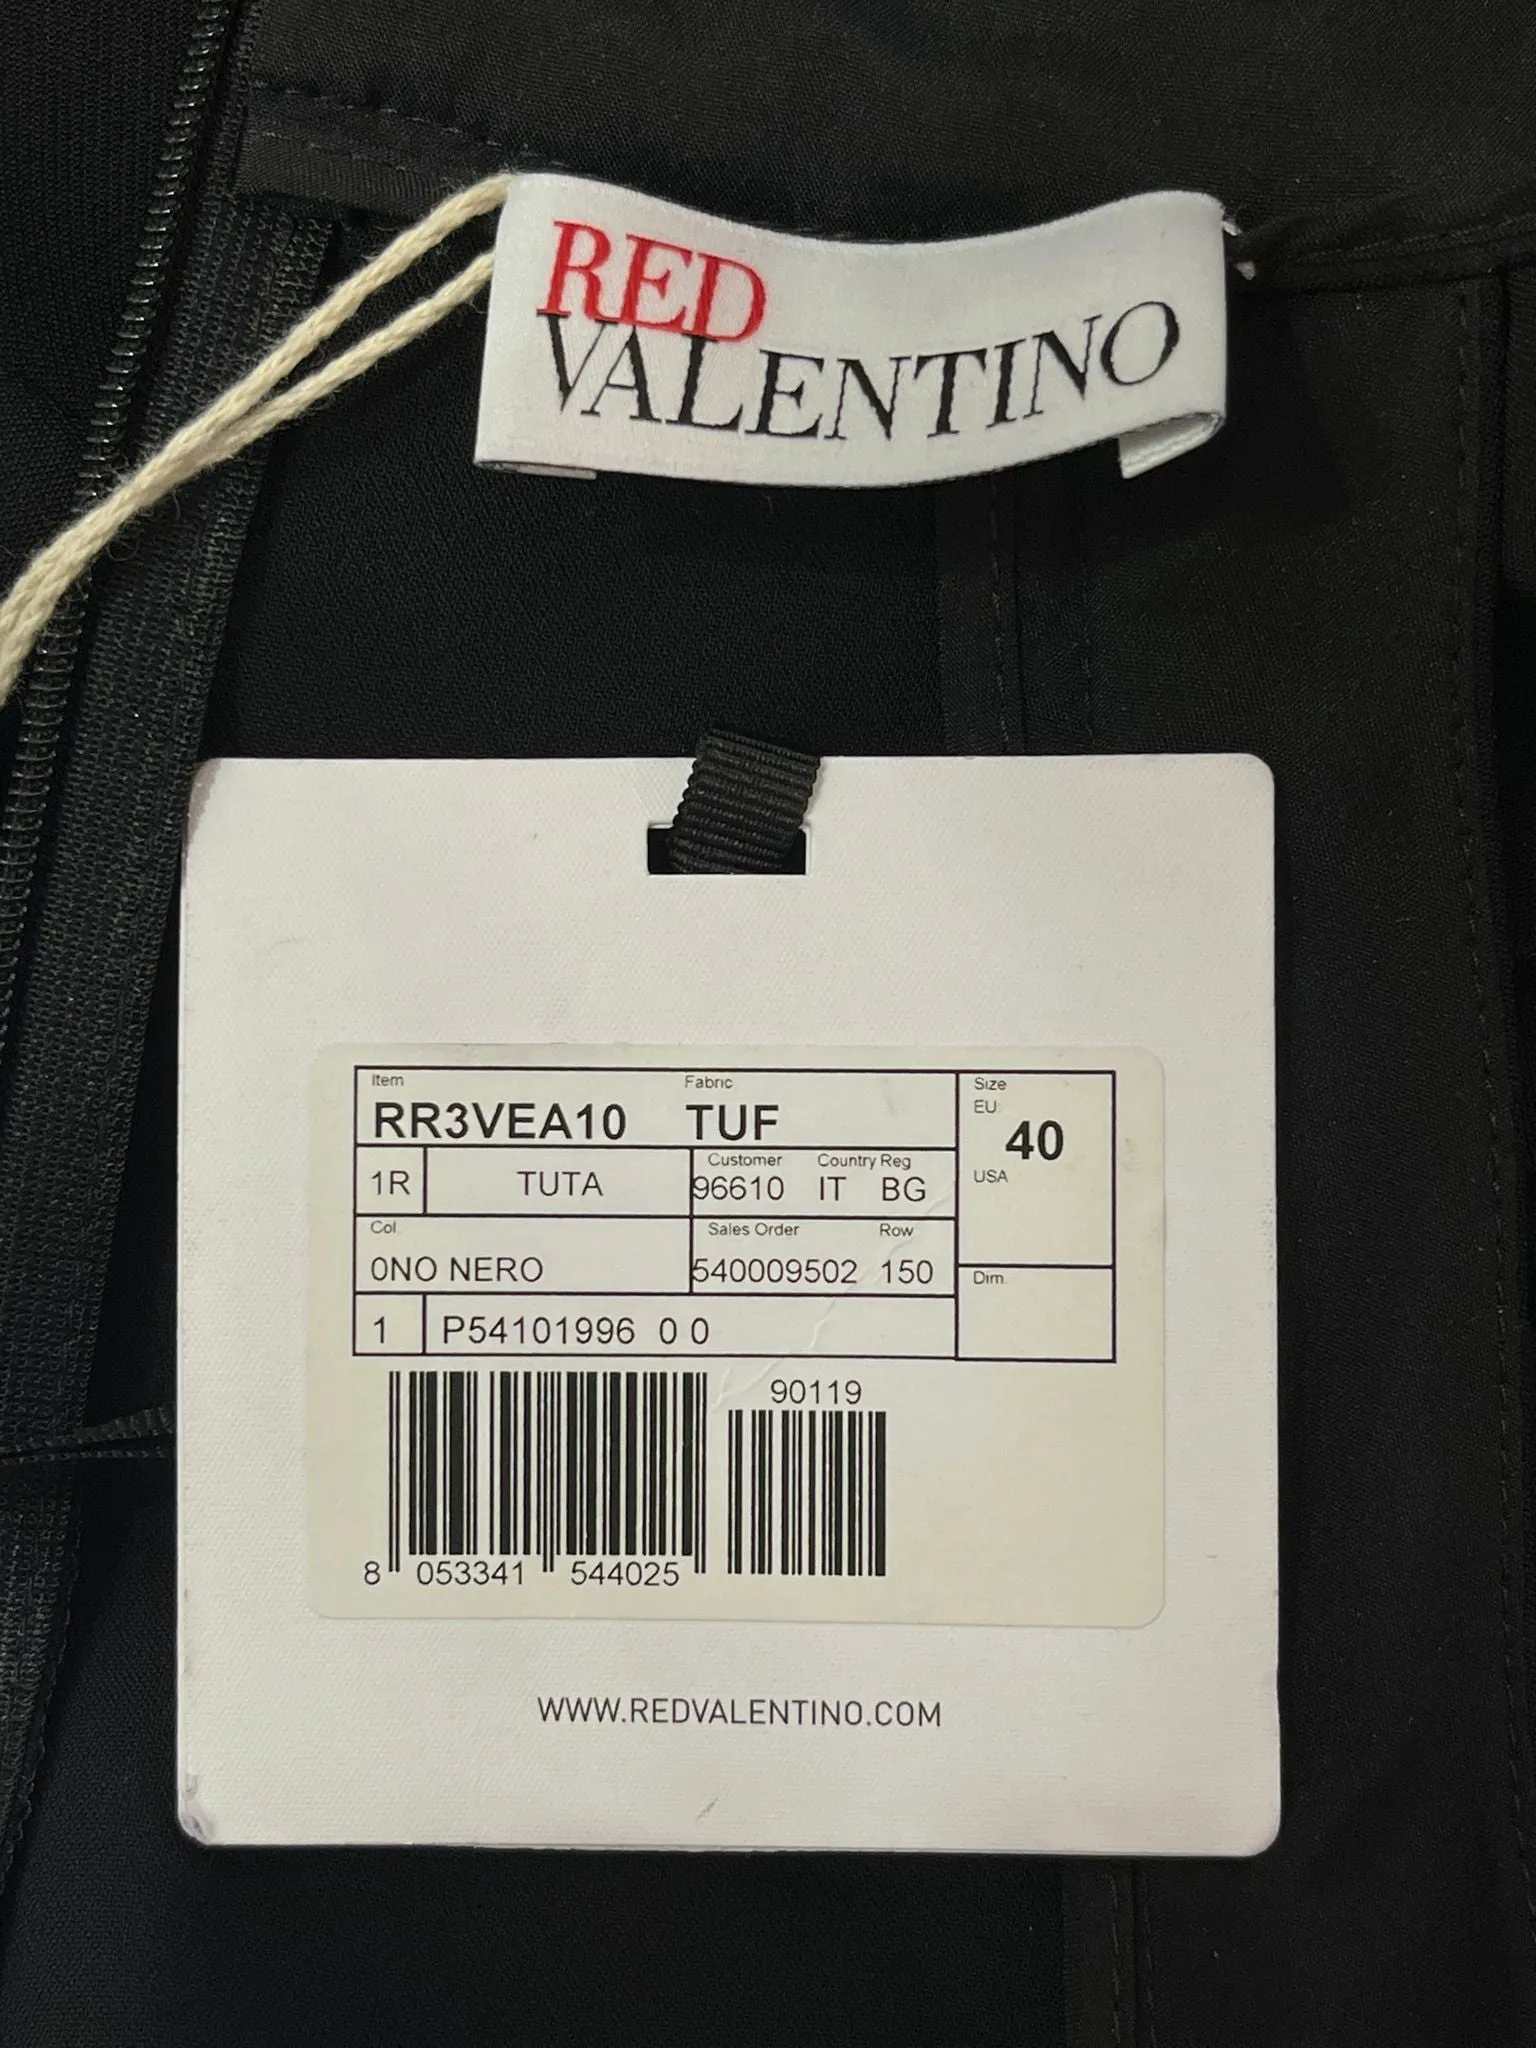 RED
VALENTINO
Item Fabric Size
RR3VEA10 TUF EU
40
1R TUTA Customer Country Reg USA
96610 IT BG
Col. Sales Order Row
0NO NERO 540009502 150 Dim.
1 P54101996 0 0
90119
8 053341 544025
WWW.REDVALENTINO.COM